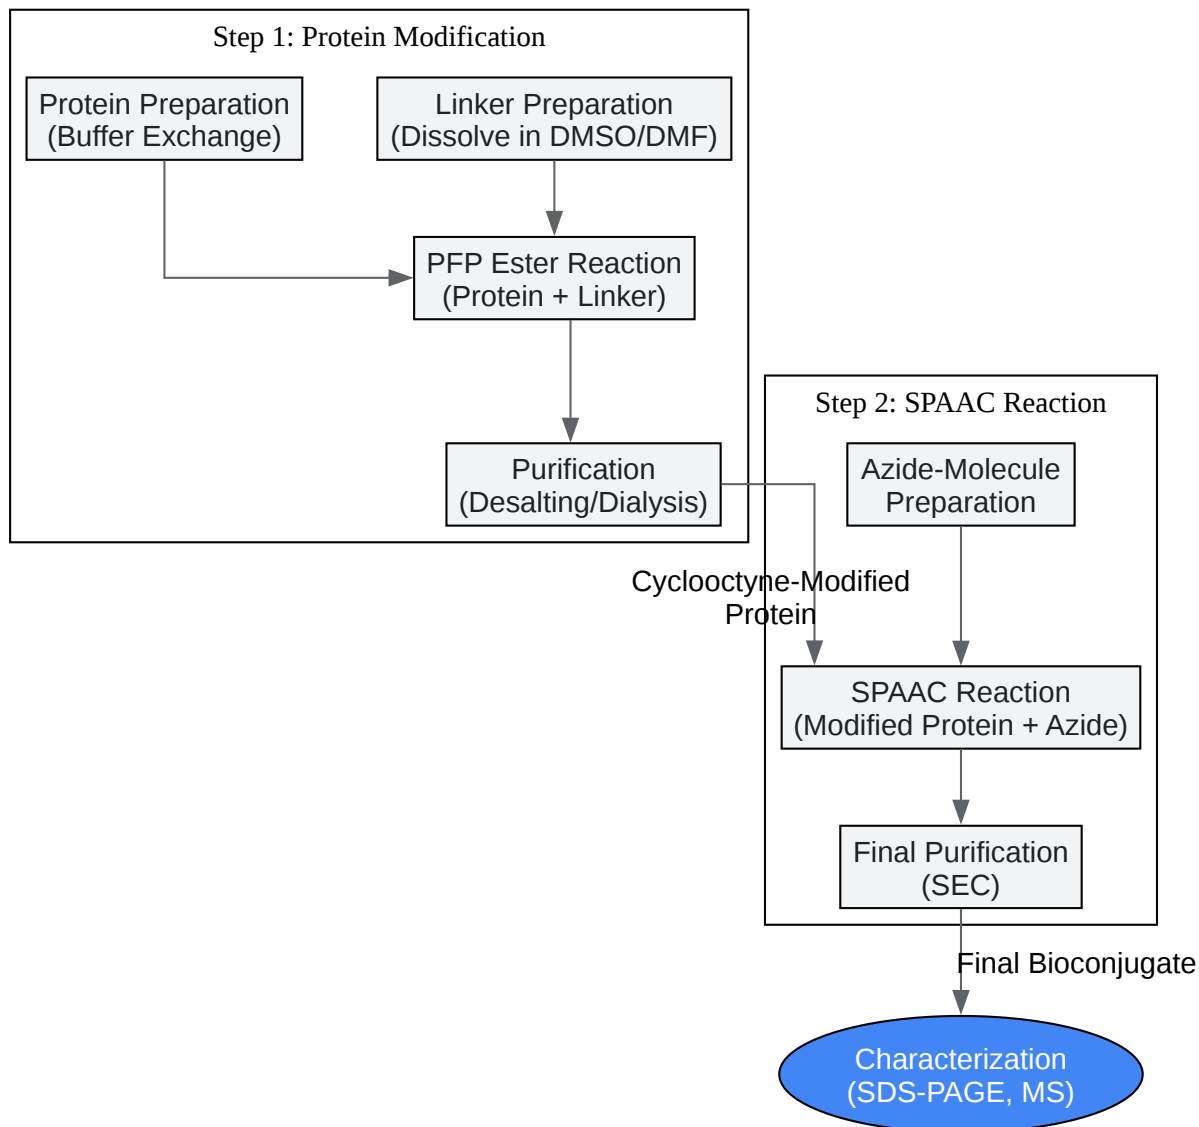 Step 1: Protein Modification
Protein Preparation
(Buffer Exchange)
Linker Preparation
(Dissolve in DMSO/DMF)
PFP Ester Reaction
(Protein + Linker)
Purification
(Desalting/Dialysis)
Step 2: SPAAC Reaction
Azide-Molecule
Preparation
Cyclooctyne-Modified
Protein
SPAAC Reaction
(Modified Protein + Azide)
Final Purification
(SEC)
Final Bioconjugate
Characterization
(SDS-PAGE, MS)